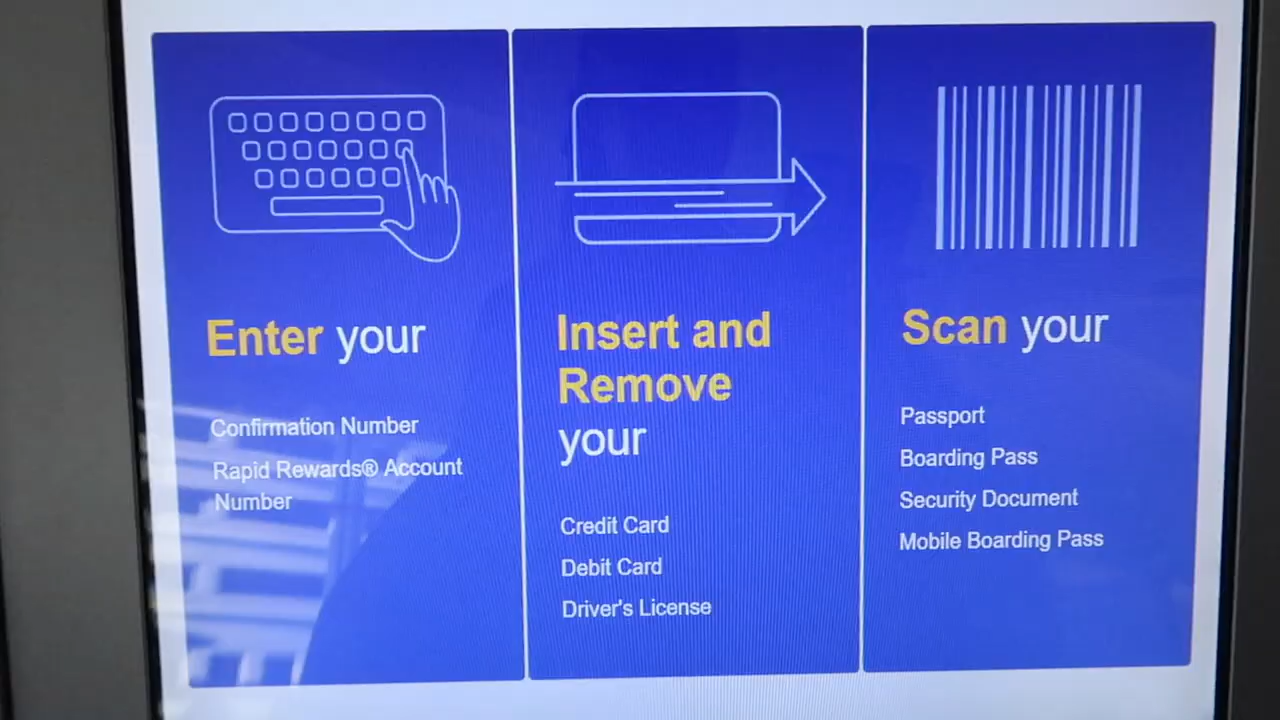 Enter your
Confirmation Number
Rapid Rewards® Account
Number
Insert and
Remove
your
Credit Card
Debit Card
Driver's License
Scan your
Passport
Boarding Pass
Security Document
Mobile Boarding Pass